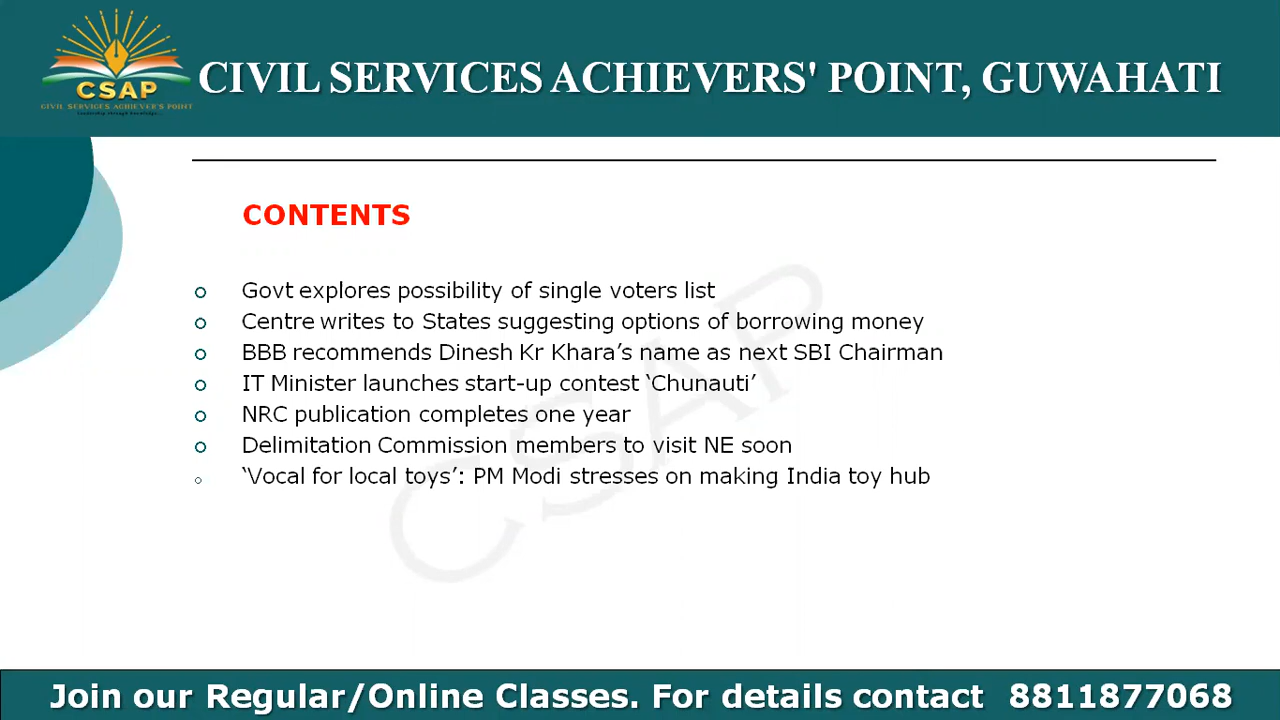 CSAP
CIVIL SERVICES ACHIEVER'S POINT
CIVIL SERVICES ACHIEVERS' POINT, GUWAHATI
CONTENTS
Govt explores possibility of single voters list
Centre writes to States suggesting options of borrowing money
BBB recommends Dinesh Kr Khara’s name as next SBI Chairman
IT Minister launches start-up contest ‘Chunauti’
NRC publication completes one year
Delimitation Commission members to visit NE soon
‘Vocal for local toys’: PM Modi stresses on making India toy hub
CSAP
Join our Regular/Online Classes. For details contact 8811877068